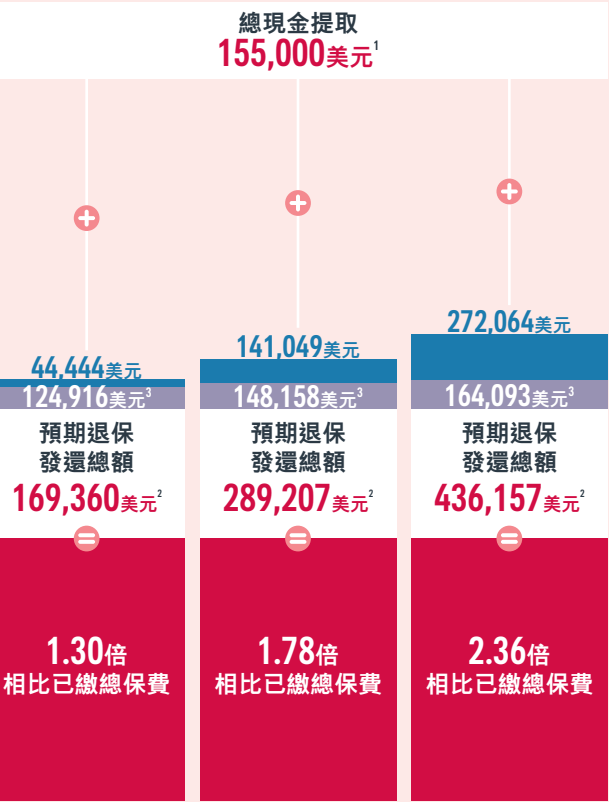 總現金提取
155,000美元1
44,444美元
124,916美元3
預期退保
發還總額
169,360美元2
1.30倍
相比已繳總保費
141,049美元
148,158美元3
預期退保
發還總額
289,207美元2
1.78倍
相比已繳總保費
272,064美元
164,093美元3
預期退保
發還總額
436,157美元2
2.36倍
相比已繳總保費